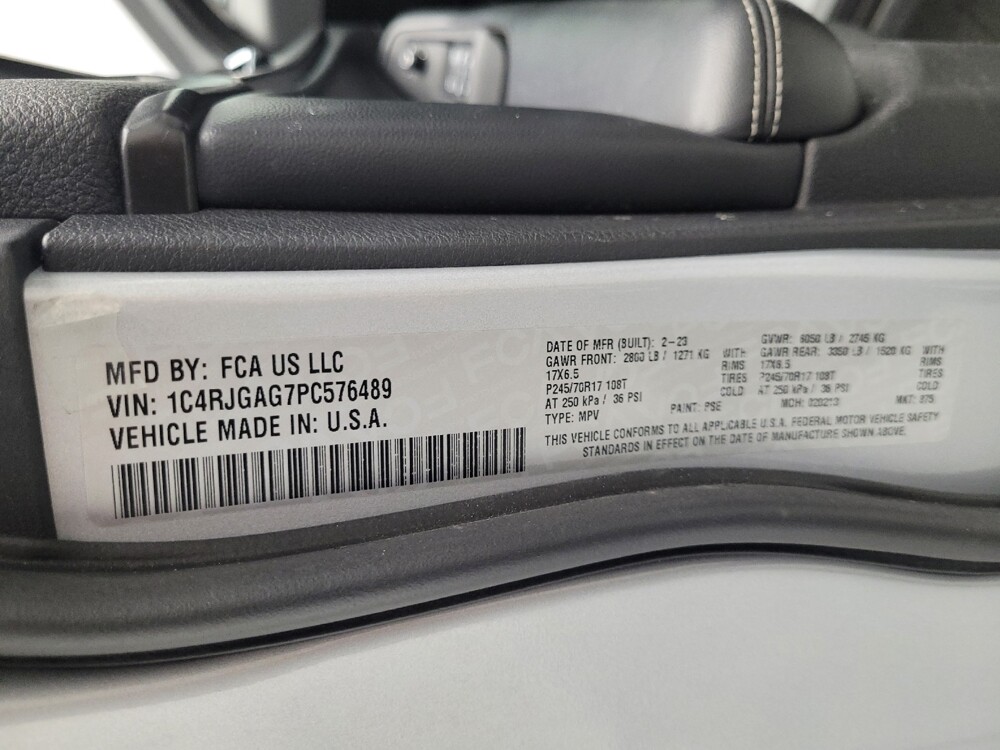 MFD BY: FCA US LLC
VIN: 1C4RJGAG7PC576489
VEHICLE MADE IN: U.S.A.
DATE OF MFR (BUILT): 2-23 GVWR: 6050 LB / 2745 KG
GAWR FRONT: 2800 LB / 1271 KG WITH GAWR REAR: 3350 LB / 1520 KG WITH
17X6.5 RIMS 17X6.5 RIMS
P245/70R17 108T TIRES P245/70R17 108T TIRES
AT 250 kPa / 36 PSI COLD AT 250 kPa / 36 PSI COLD
TYPE: MPV PAINT: PSE MDH: 020213 MKT: 875
THIS VEHICLE CONFORMS TO ALL APPLICABLE U.S.A. FEDERAL MOTOR VEHICLE SAFETY
STANDARDS IN EFFECT ON THE DATE OF MANUFACTURE SHOWN ABOVE.